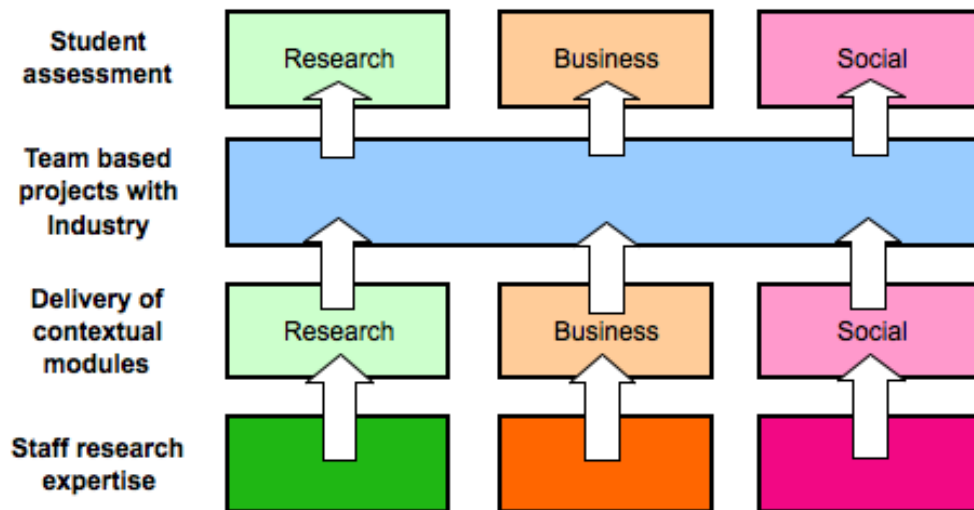 Student
assessment
Research
Business
Social
Team based
projects with
Industry
Delivery of
contextual
modules
Research
Business
Social
Staff research
expertise